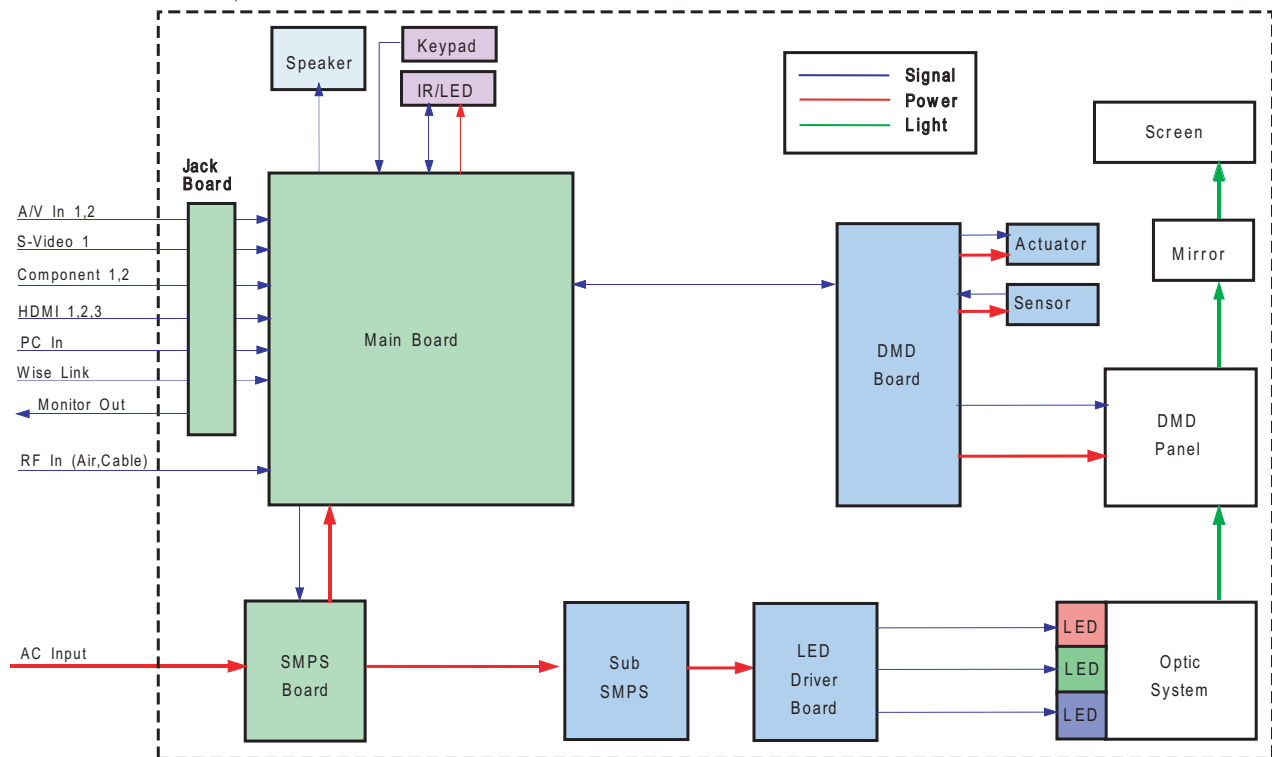 Speaker
Keypad
IR/LED
Signal
Power
Light
Screen
Jack
Board
A/V In 1,2
S-Video 1
Component 1,2
HDMI 1,2,3
PC In
Wise Link
Monitor Out
RF In (Air,Cable)
Main Board
DMD
Board
Actuator
Sensor
Mirror
DMD
Panel
AC Input
SMPS
Board
Sub
SMPS
LED
Driver
Board
LED
LED
LED
Optic
System